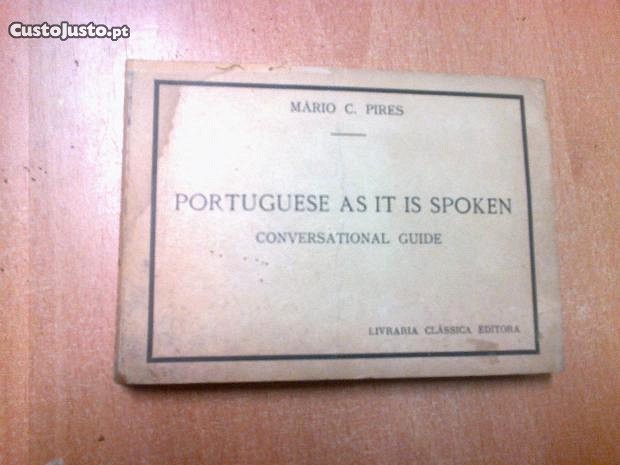 CustoJusto.pt
MÁRIO C. PIRES
PORTUGUESE AS IT IS SPOKEN
CONVERSATIONAL GUIDE
LIVRARIA CLÁSSICA EDITORA